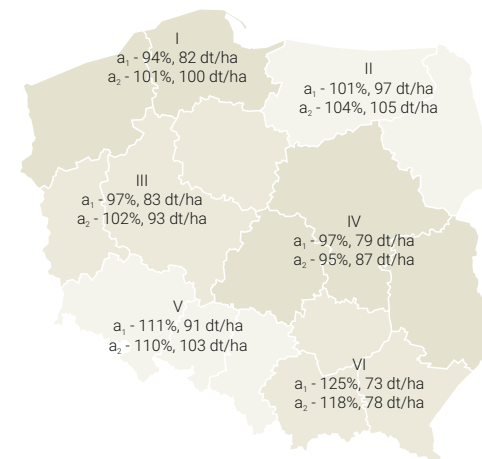 I
a₁ - 94%, 82 dt/ha
a₂ - 101%, 100 dt/ha
II
a₁ - 101%, 97 dt/ha
a₂ - 104%, 105 dt/ha
III
a₁ - 97%, 83 dt/ha
a₂ - 102%, 93 dt/ha
IV
a₁ - 97%, 79 dt/ha
a₂ - 95%, 87 dt/ha
V
a₁ - 111%, 91 dt/ha
a₂ - 110%, 103 dt/ha
VI
a₁ - 125%, 73 dt/ha
a₂ - 118%, 78 dt/ha